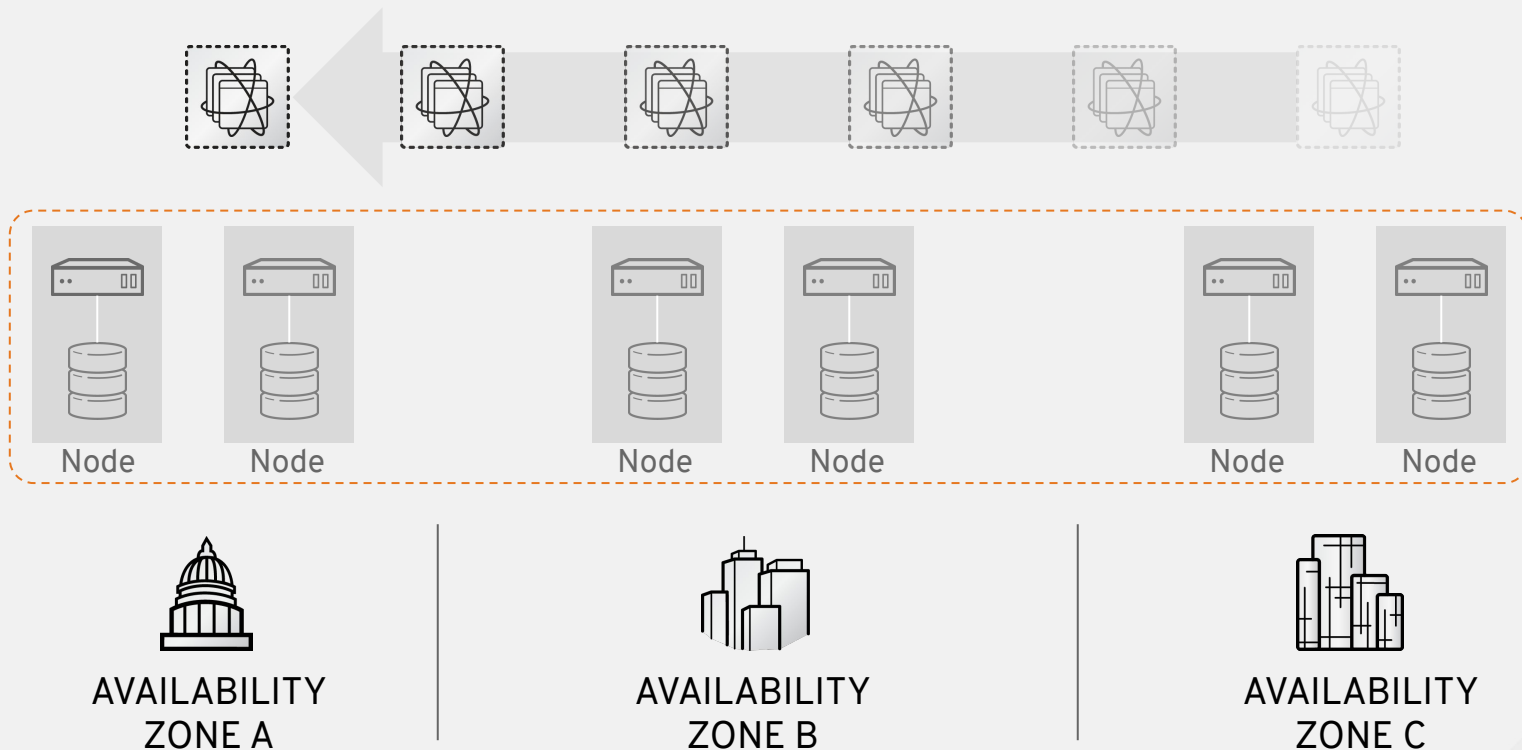 Node
Node
Node
Node
Node
Node
AVAILABILITY
ZONE A
AVAILABILITY
ZONE B
AVAILABILITY
ZONE C